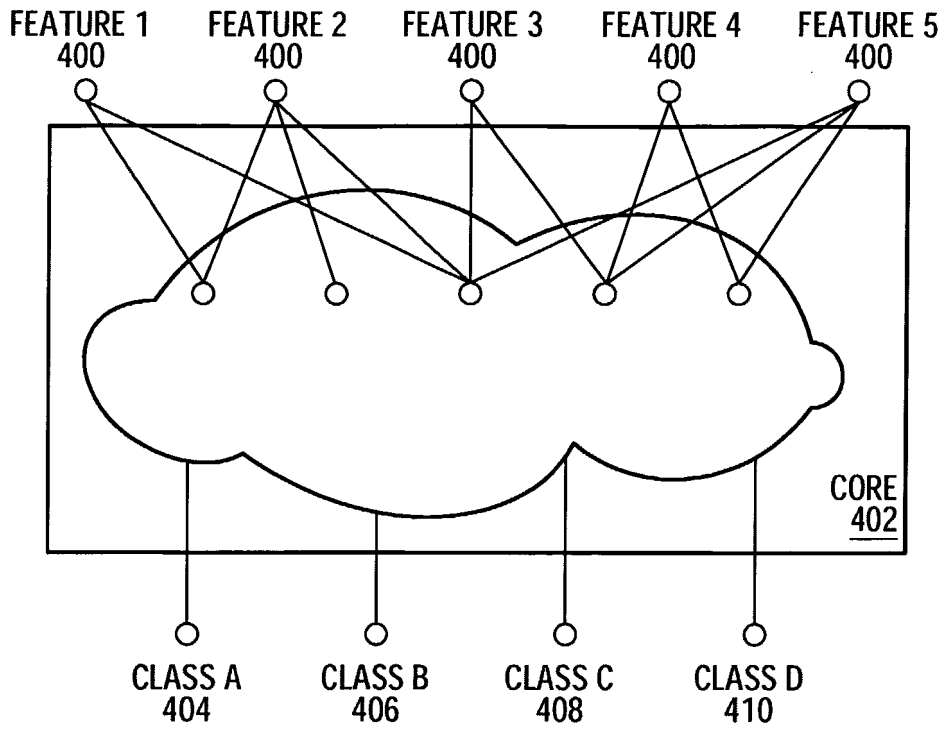 FEATURE 1 FEATURE 2 FEATURE 3 FEATURE 4 FEATURE 5
400 400 400 400 400
CORE
402
CLASS A CLASS B CLASS C CLASS D
404 406 408 410